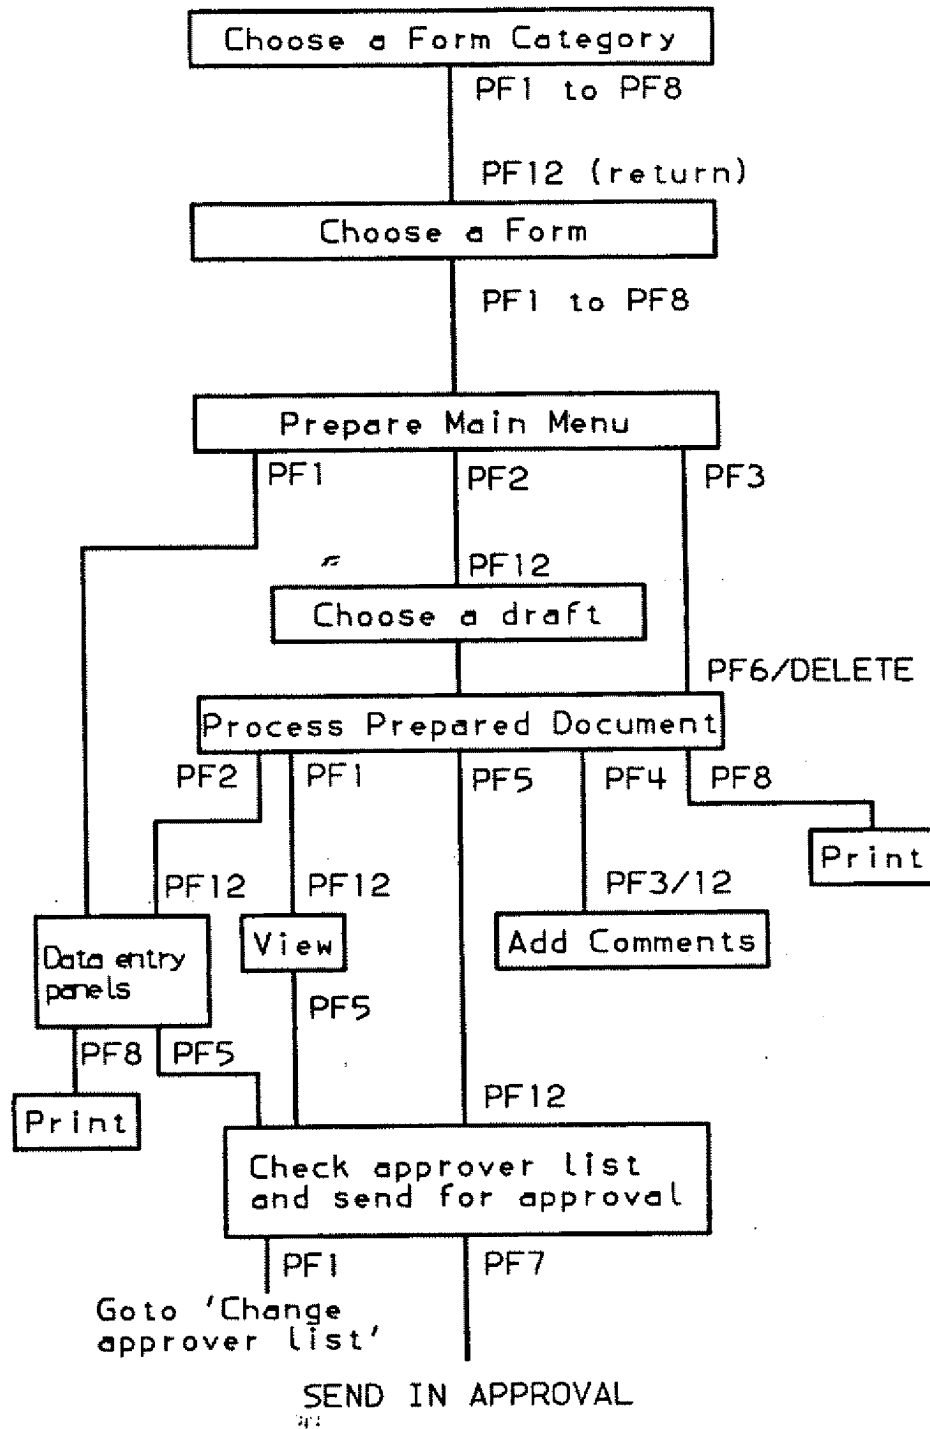 Choose a Form Category
PF1 to PF8
PF12 (return)
Choose a Form
PF1 to PF8
Prepare Main Menu
PF1
PF2
PF3
PF12
Choose a draft
PF6/DELETE
Process Prepared Document
PF2
PF1
PF5
PF4
PF8
Print
PF12
PF12
PF3/12
Data entry
panels
View
Add Comments
PF5
PF8
PF5
Print
PF12
Check approver list
and send for approval
PF1
PF7
Goto 'Change
approver list'
SEND IN APPROVAL